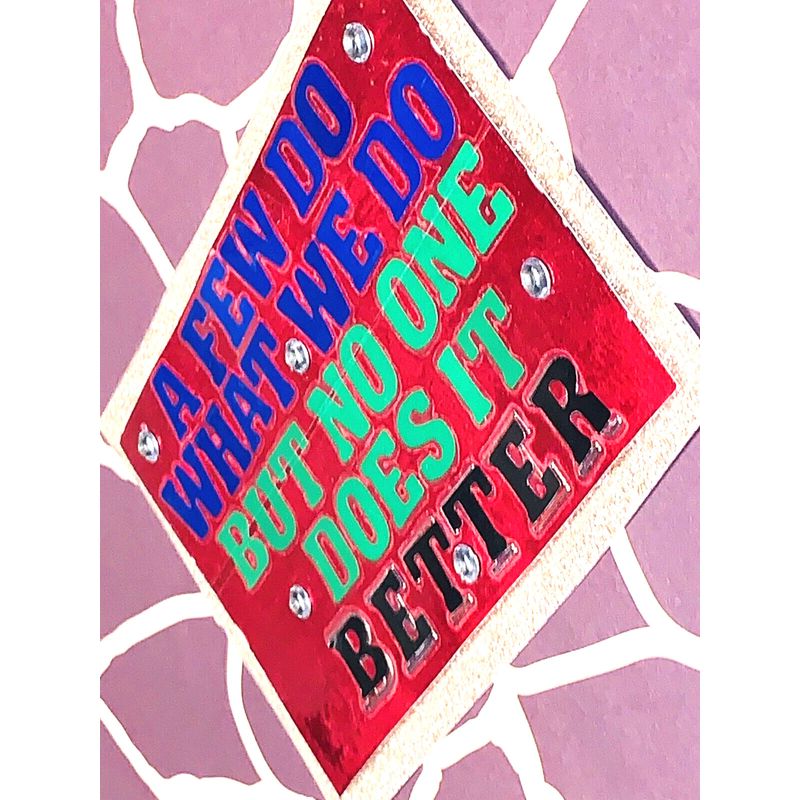 A FEW DO
WHAT WE DO
BUT NO ONE
DOES IT
BETTER